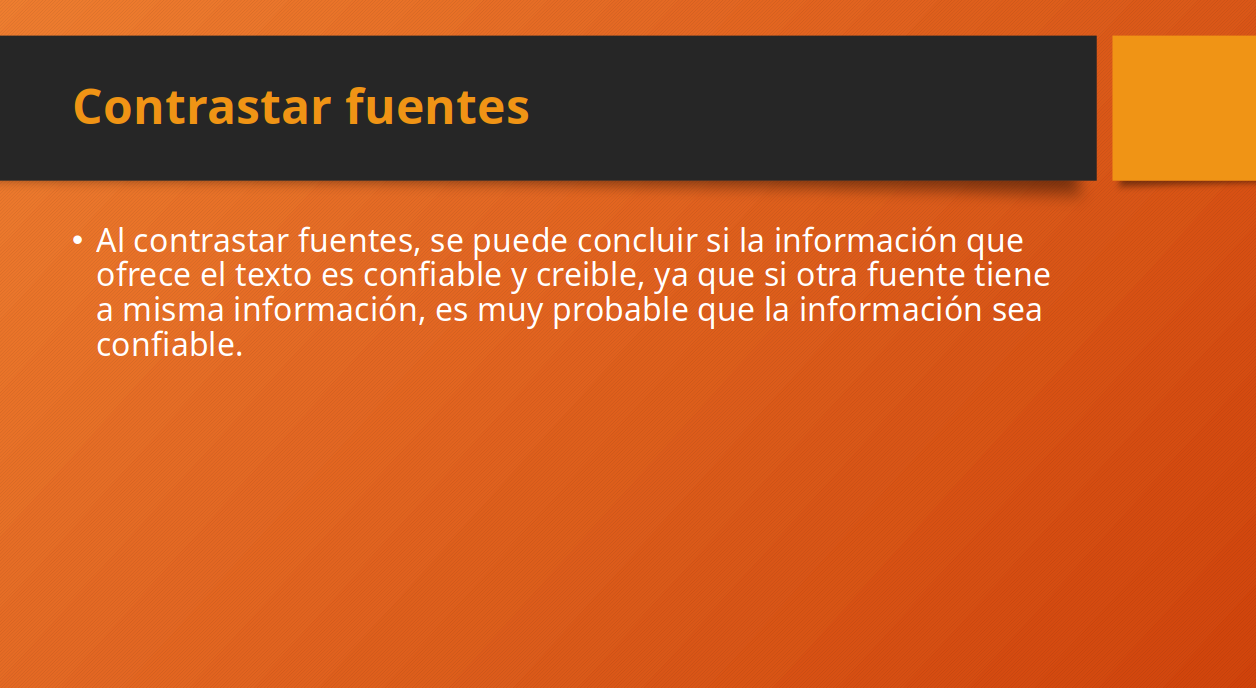 Contrastar fuentes
• Al contrastar fuentes, se puede concluir si la información que
ofrece el texto es confiable y creible, ya que si otra fuente tiene
a misma información, es muy probable que la información sea
confiable.